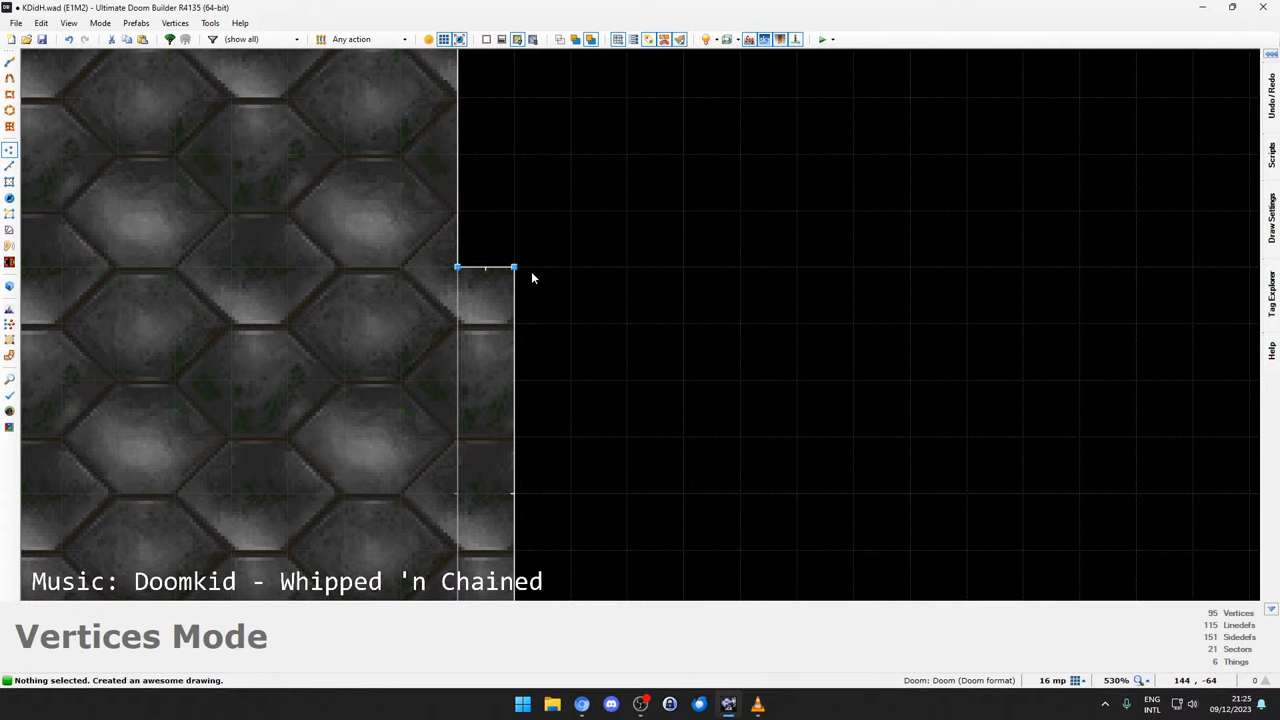 KDidH.wad (E1M2) - Ultimate Doom Builder R4135 (64-bit)
File Edit View Mode Prefabs Vertices Tools Help
(show all) Any action
Undo / Redo
Scripts
Draw Settings
Tag Explorer
Help
Music: Doomkid - Whipped 'n Chained
Vertices Mode
95 Vertices
115 Linedefs
151 Sidedefs
21 Sectors
6 Things
Nothing selected. Created an awesome drawing. Doom: Doom (Doom format) 16 mp 530% 144 , -64 0
ENG
INTL
21:25
09/12/2023